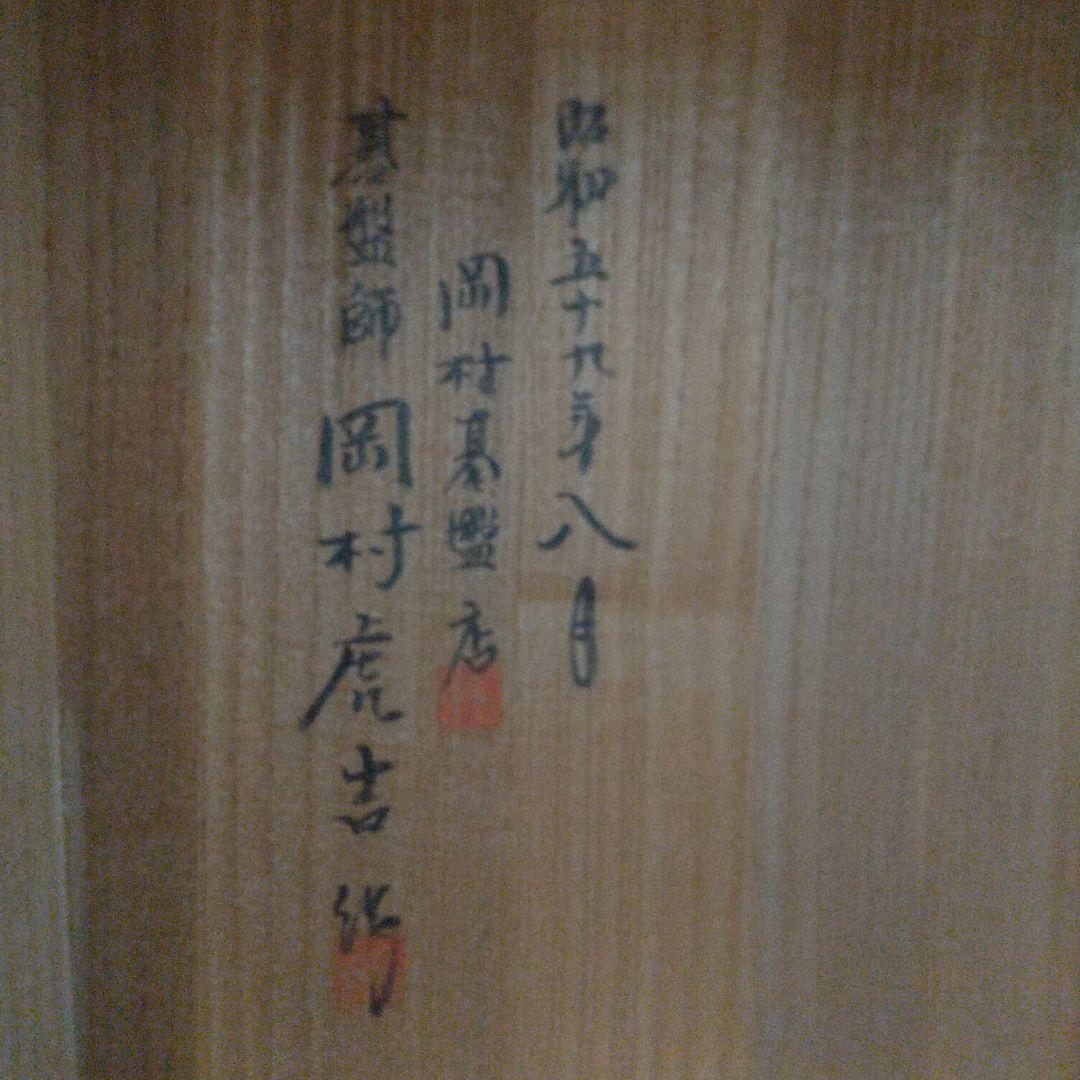 昭和五十九年八月
岡村碁盤店
碁盤師 岡村虎吉